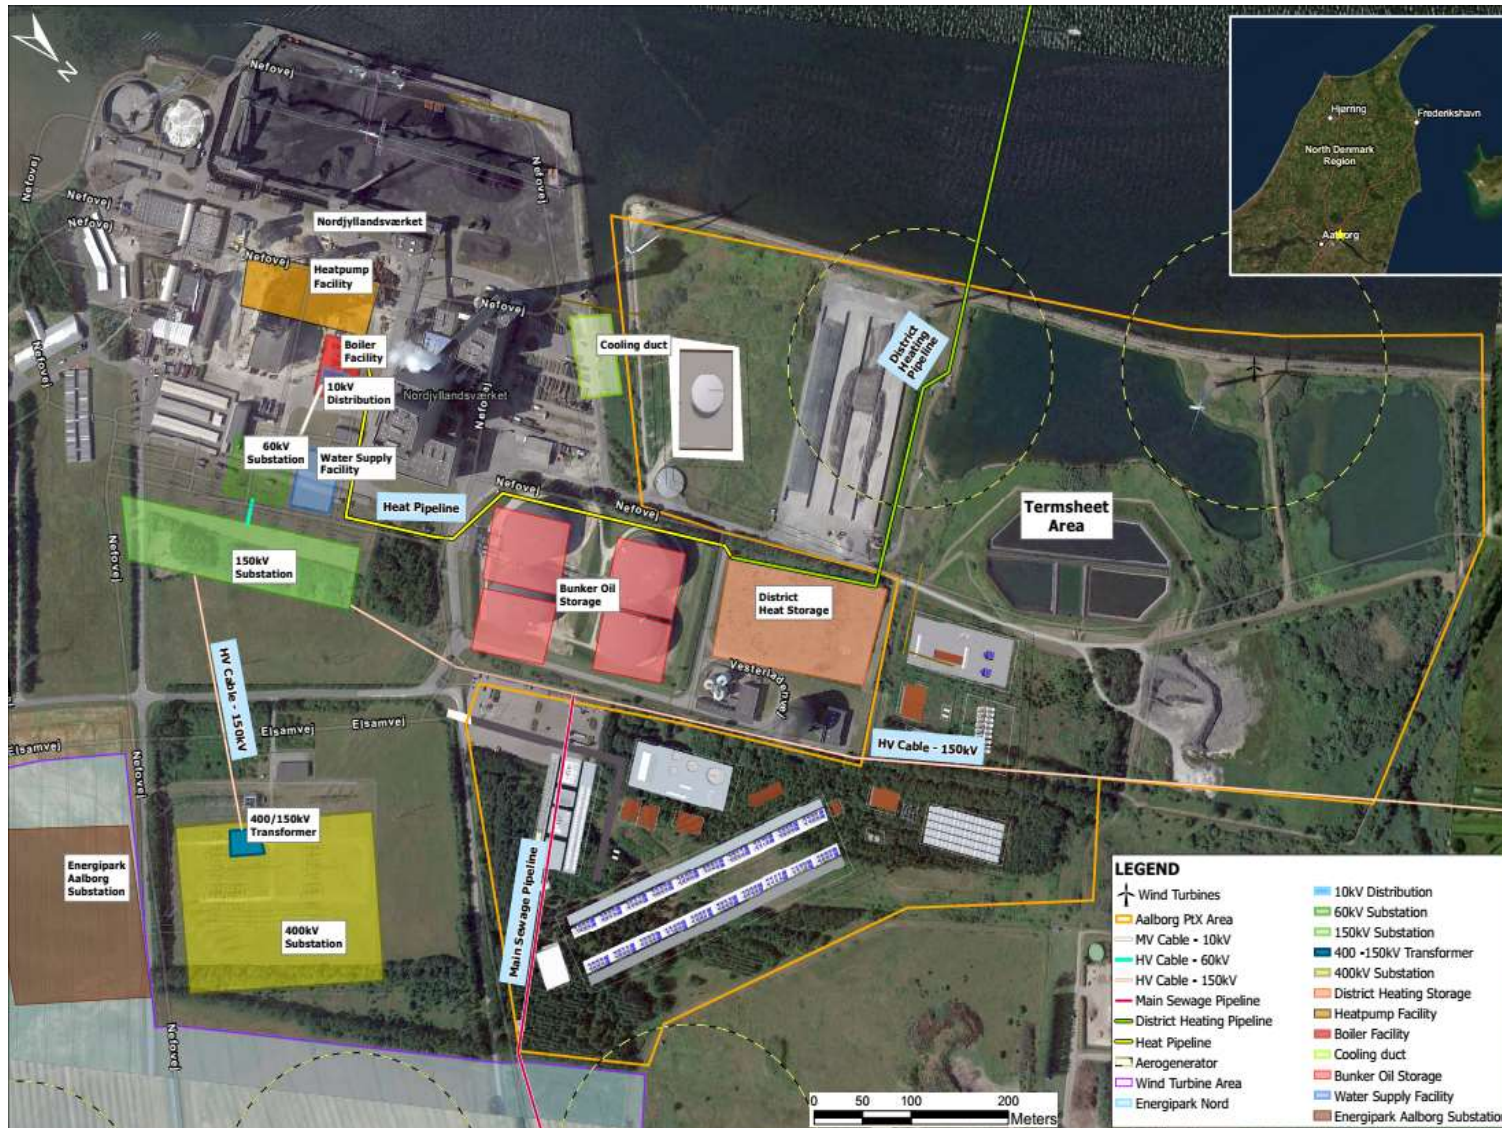 N
Nefovej
Nefovej
Nefovej
Nefovej
Nefovej
Nordjyllandsværket
Nefovej
Heatpump
Facility
Nefovej
Nefovej
Boiler
Facility
10kV
Distribution
Nordjyllandsværket
Nefovej
60kV
Substation
Water Supply
Facility
Cooling duct
District
Heating
Pipeline
Heat Pipeline
Nefovej
Nefovej
Termsheet
Area
Nefovej
150kV
Substation
Bunker Oil
Storage
District
Heat Storage
HV Cable - 150kV
Elsamvej
Elsamvej
Elsamvej
Nefovej
HV Cable - 150kV
400/150kV
Transformer
Energipark
Aalborg
Substation
400kV
Substation
Main Sewage Pipeline
Nefovej
Hjørring
Frederikshavn
North Denmark
Region
LEGEND
Wind Turbines
Aalborg PtX Area
MV Cable - 10kV
HV Cable - 60kV
HV Cable - 150kV
Main Sewage Pipeline
District Heating Pipeline
Heat Pipeline
Aerogenerator
Wind Turbine Area
Energipark Nord
10kV Distribution
60kV Substation
150kV Substation
400 -150kV Transformer
400kV Substation
District Heating Storage
Heatpump Facility
Boiler Facility
Cooling duct
Bunker Oil Storage
Water Supply Facility
Energipark Aalborg Substation
0 50 100 200
Meters